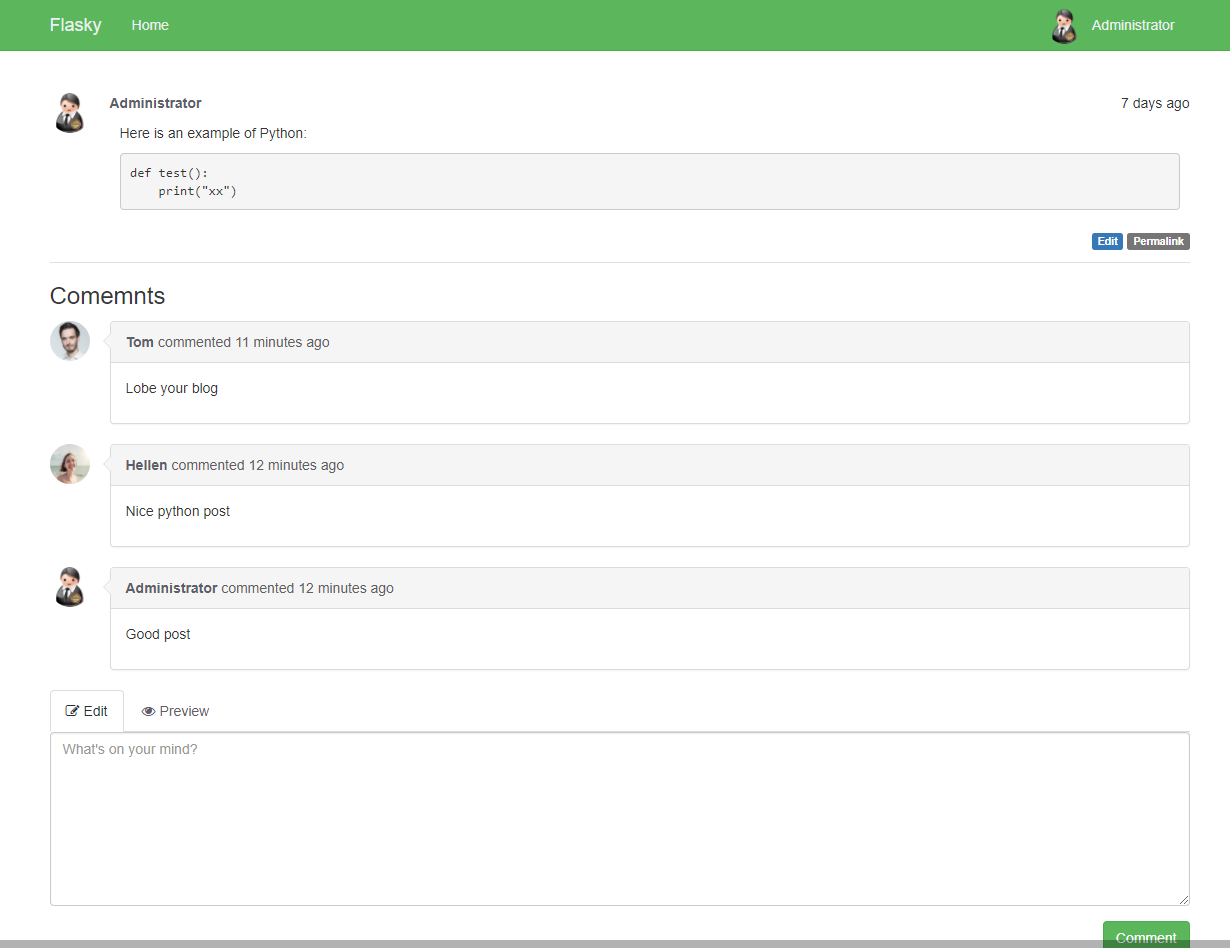 Flasky Home Administrator
Administrator 7 days ago
Here is an example of Python:
def test():
    print("xx")
Edit Permalink
Comemnts
Tom commented 11 minutes ago
Lobe your blog
Hellen commented 12 minutes ago
Nice python post
Administrator commented 12 minutes ago
Good post
Edit Preview
What's on your mind?
Comment